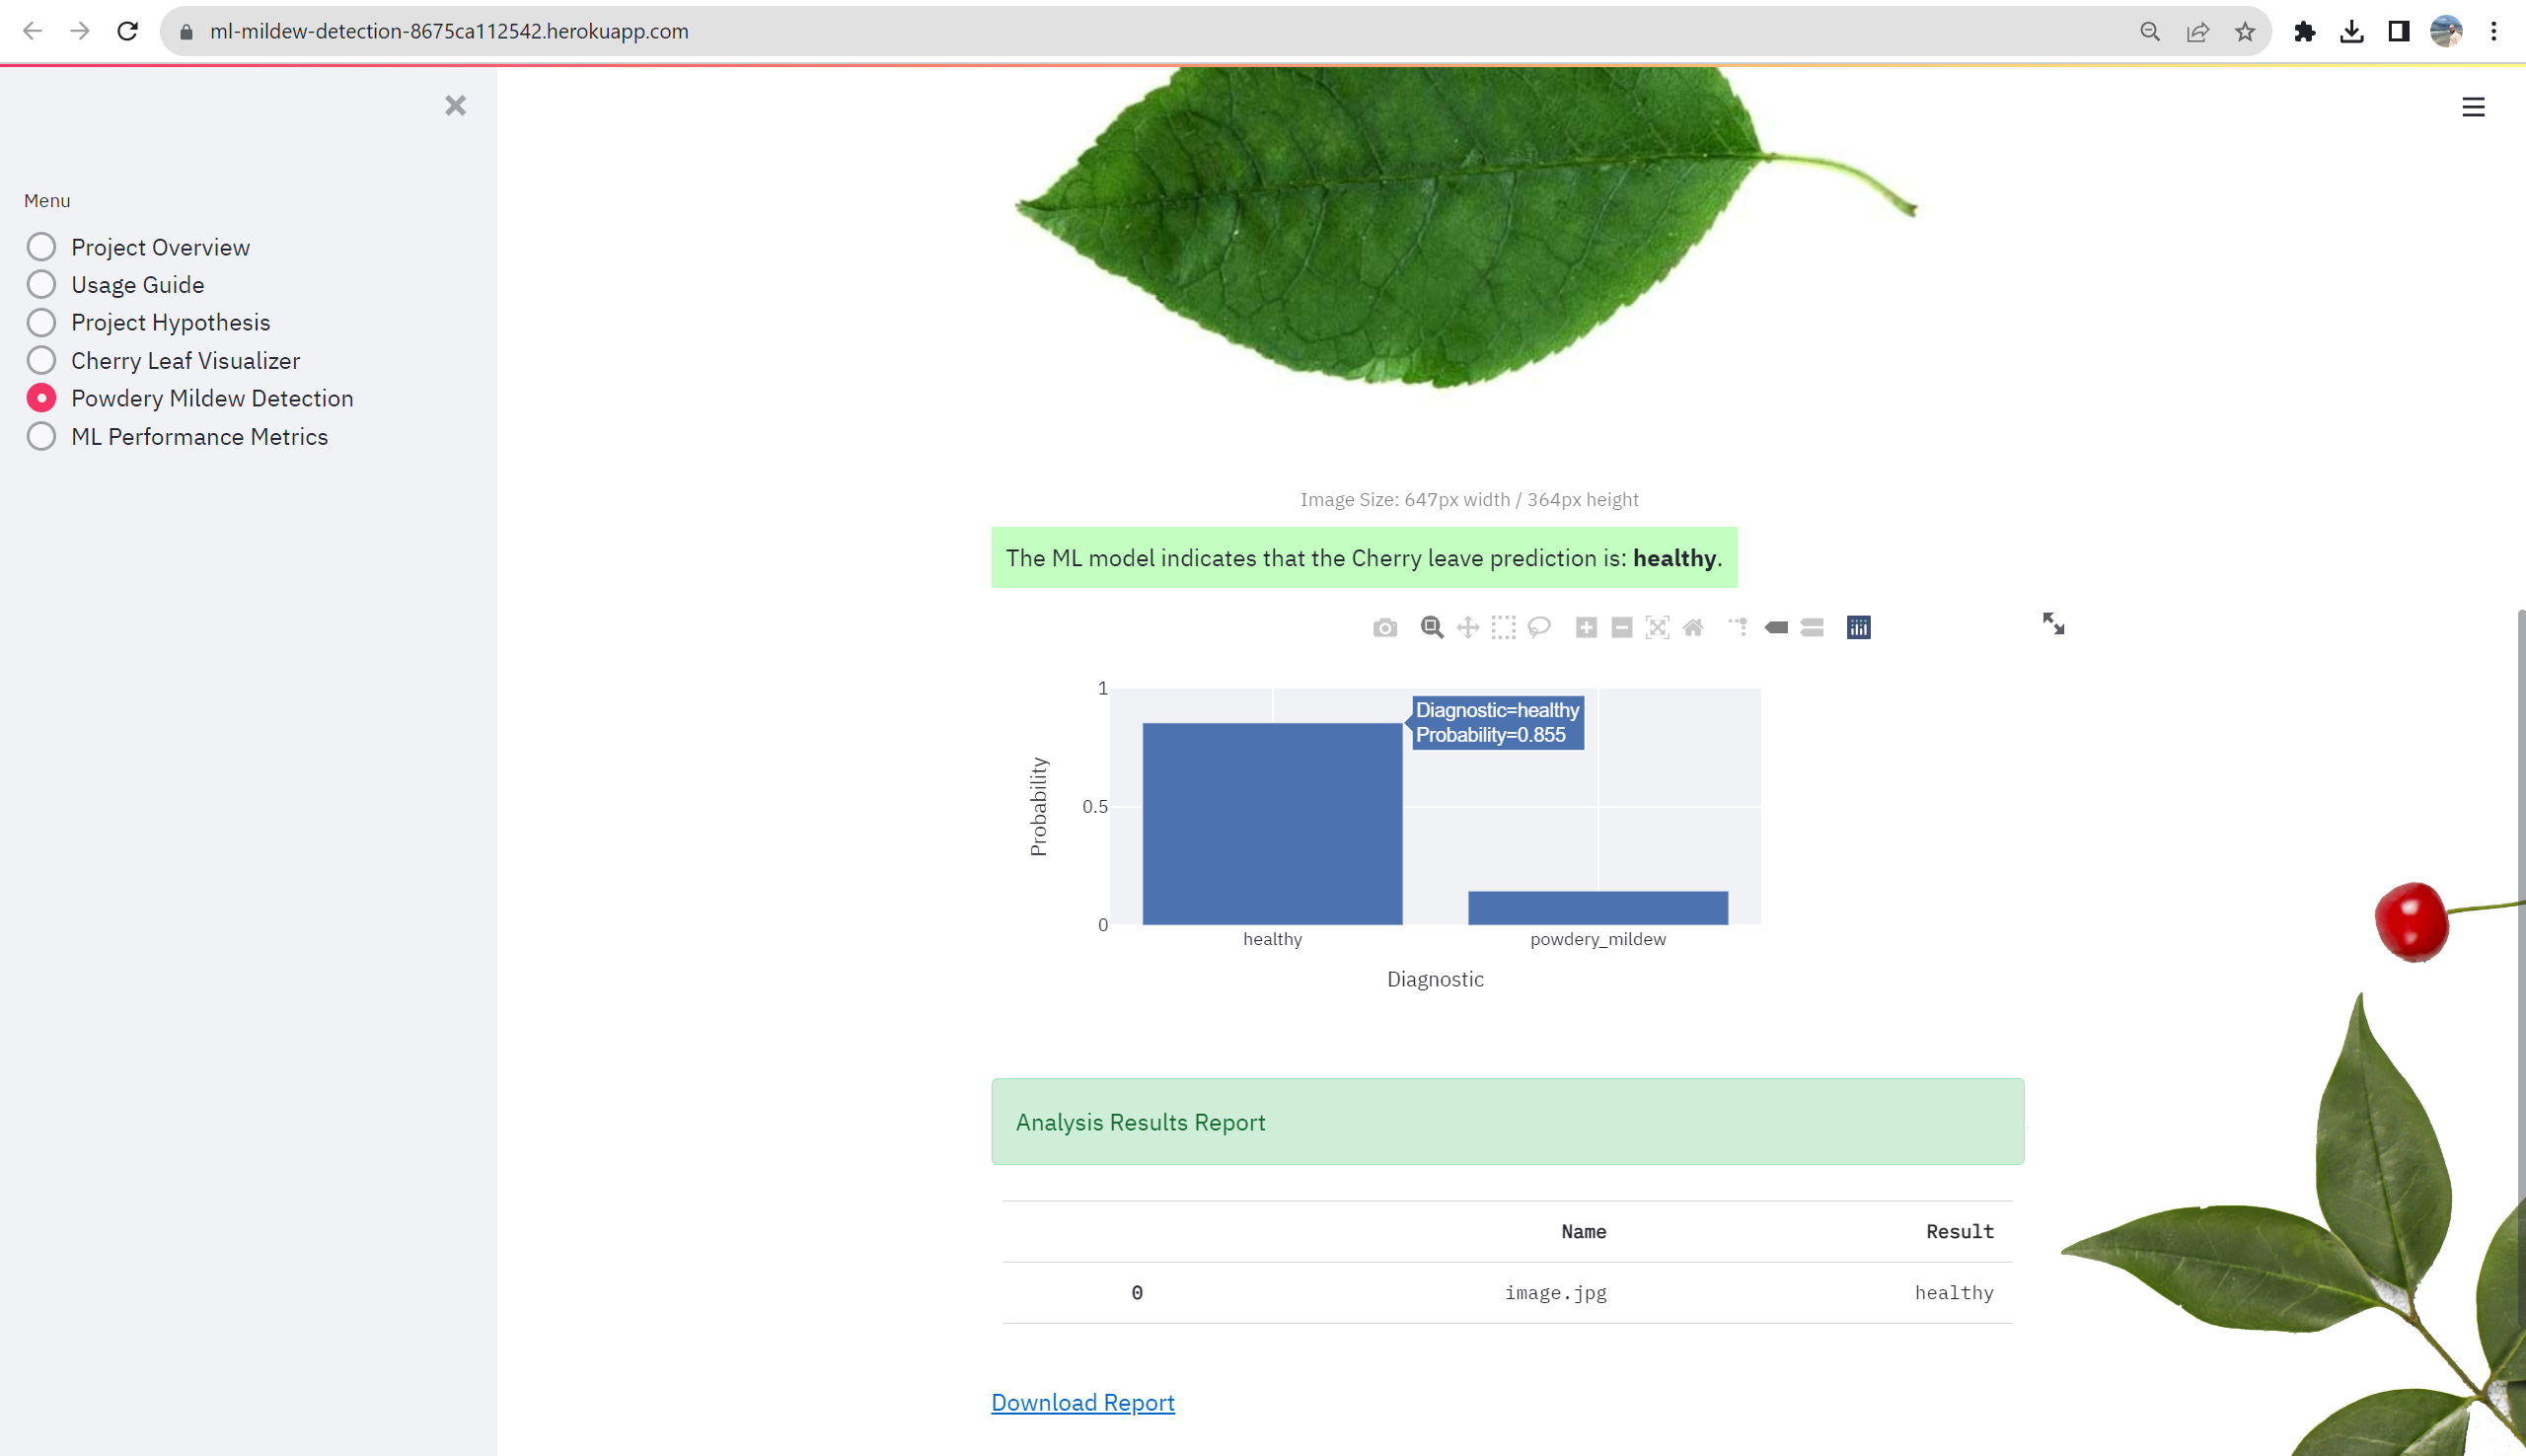 ml-mildew-detection-8675ca112542.herokuapp.com
Menu
Project Overview
Usage Guide
Project Hypothesis
Cherry Leaf Visualizer
Powdery Mildew Detection
ML Performance Metrics
Image Size: 647px width / 364px height
The ML model indicates that the Cherry leave prediction is: healthy.
1
Diagnostic=healthy
Probability=0.855
Probability
0.5
0
healthy powdery_mildew
Diagnostic
Analysis Results Report
Name Result
0 image.jpg healthy
Download Report